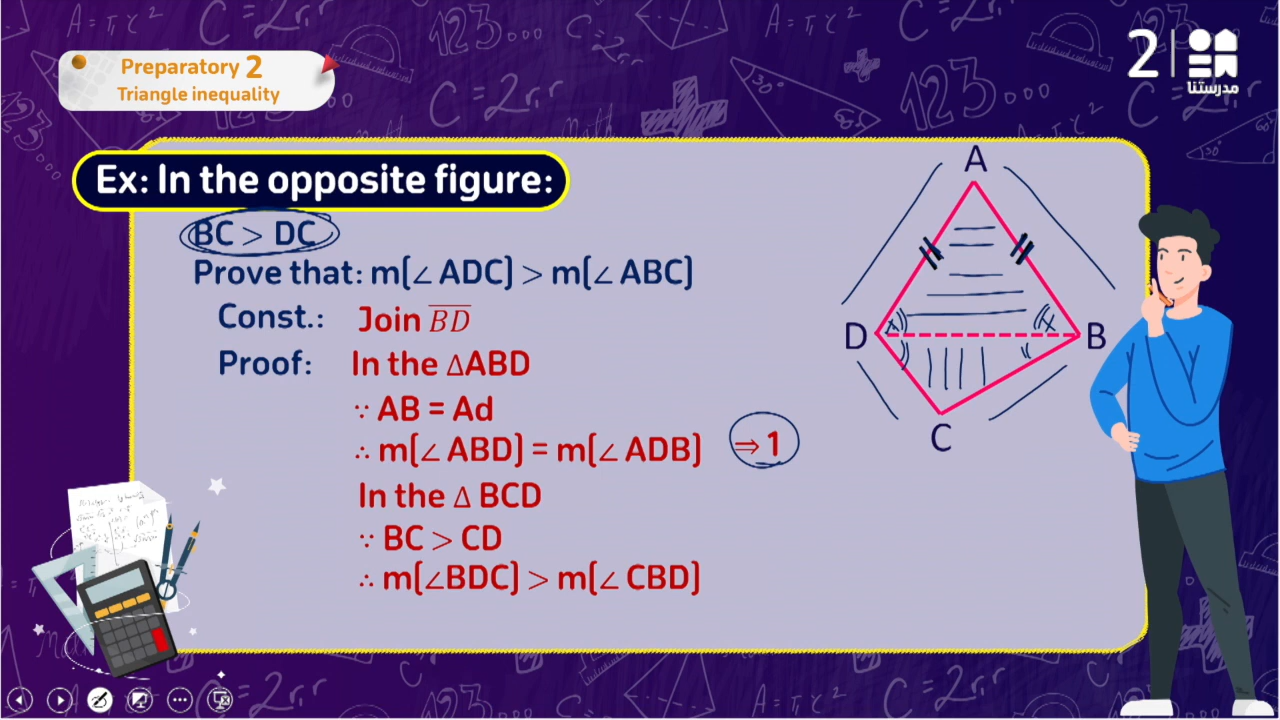 Preparatory 2
Triangle inequality
2
مدرستنا
Ex: In the opposite figure:
BC > DC
Prove that: m(∠ ADC) > m(∠ ABC)
Const.: Join BD
Proof: In the ΔABD
∵ AB = Ad
∴ m(∠ ABD) = m(∠ ADB) ⇒ 1
In the Δ BCD
∵ BC > CD
∴ m(∠BDC) > m(∠ CBD)
A
D
B
C